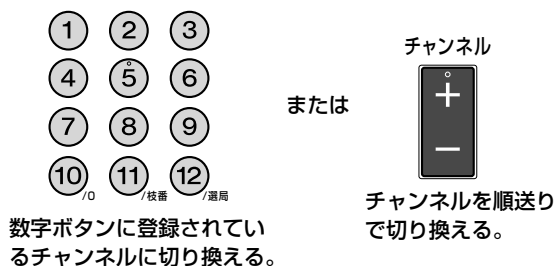 1 2 3
4 5 6
7 8 9
10/0 11/枝番 12/選局
数字ボタンに登録されてい
るチャンネルに切り換える。
または
チャンネル
+
−
チャンネルを順送り
で切り換える。